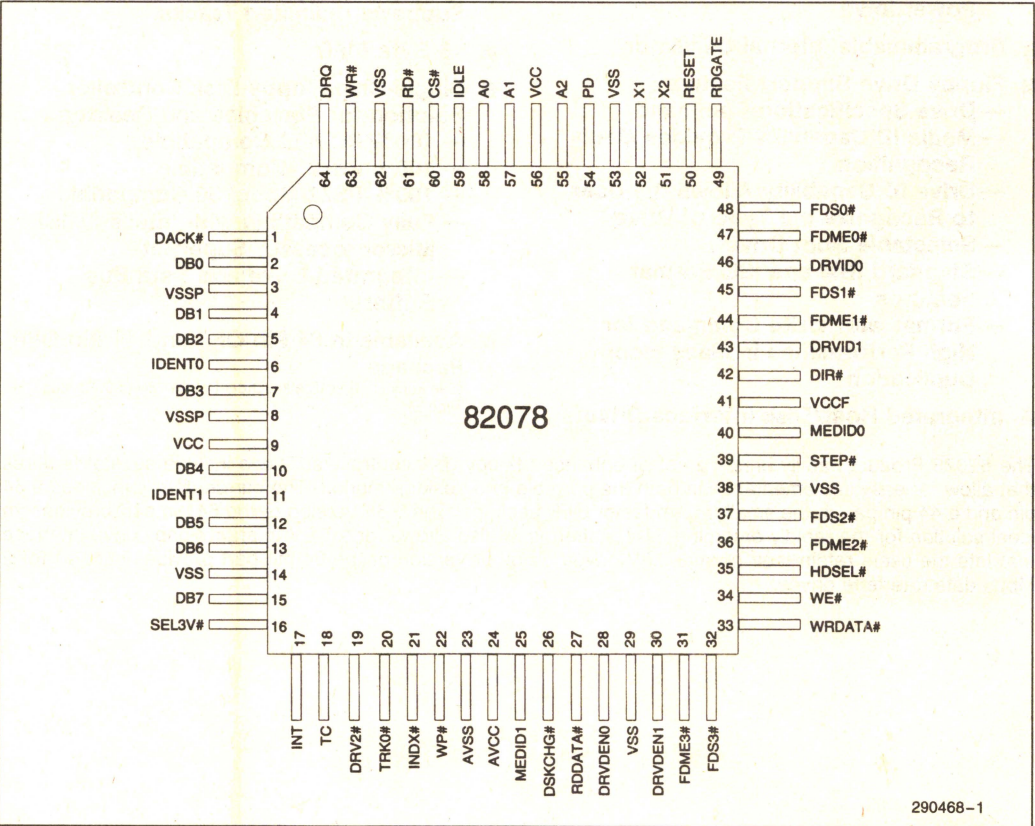 DRQ
WR#
VSS
RD#
CS#
IDLE
A0
A1
VCC
A2
PD
VSS
X1
X2
RESET
RDGATE
64
63
62
61
60
59
58
57
56
55
54
53
52
51
50
49
DACK# 1
DB0 2
VSSP 3
DB1 4
DB2 5
IDENT0 6
DB3 7
VSSP 8
VCC 9
DB4 10
IDENT1 11
DB5 12
DB6 13
VSS 14
DB7 15
SEL3V# 16
82078
48 FDS0#
47 FDME0#
46 DRVID0
45 FDS1#
44 FDME1#
43 DRVID1
42 DIR#
41 VCCF
40 MEDID0
39 STEP#
38 VSS
37 FDS2#
36 FDME2#
35 HDSEL#
34 WE#
33 WRDATA#
17
18
19
20
21
22
23
24
25
26
27
28
29
30
31
32
INT
TC
DRV2#
TRK0#
INDX#
WP#
AVSS
AVCC
MEDID1
DSKCHG#
RDDATA#
DRVDEN0
VSS
DRVDEN1
FDME3#
FDS3#
290468-1